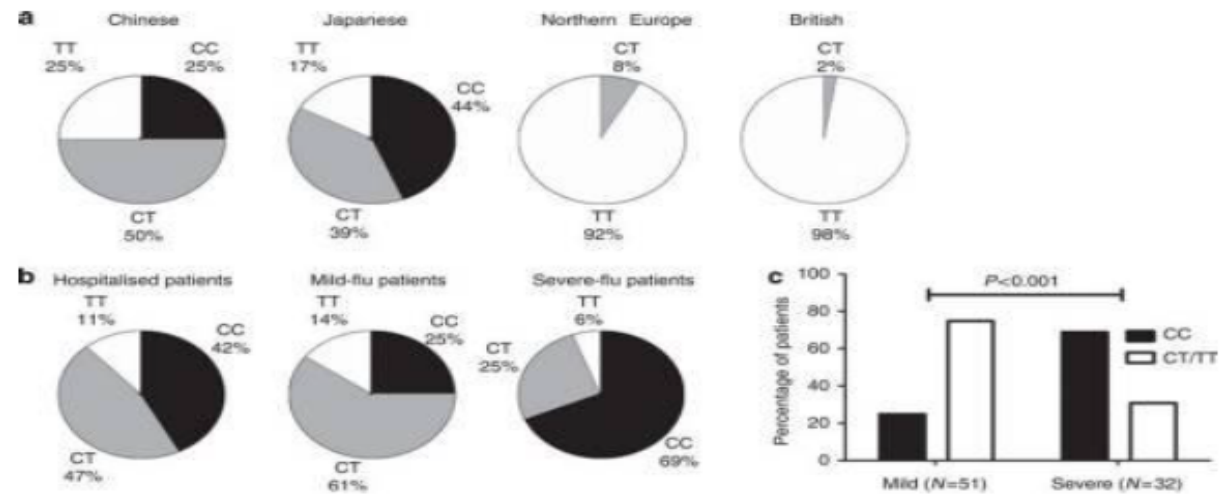 a
Chinese
TT
25%
CC
25%
CT
50%
Japanese
TT
17%
CC
44%
CT
39%
Northern Europe
CT
8%
TT
92%
British
CT
2%
TT
98%
b
Hospitalised patients
TT
11%
CC
42%
CT
47%
Mild-flu patients
TT
14%
CC
25%
CT
61%
Severe-flu patients
TT
6%
CT
25%
CC
69%
c
Percentage of patients
100
80
60
40
20
0
P<0.001
CC
CT/TT
Mild (N=51)
Severe (N=32)